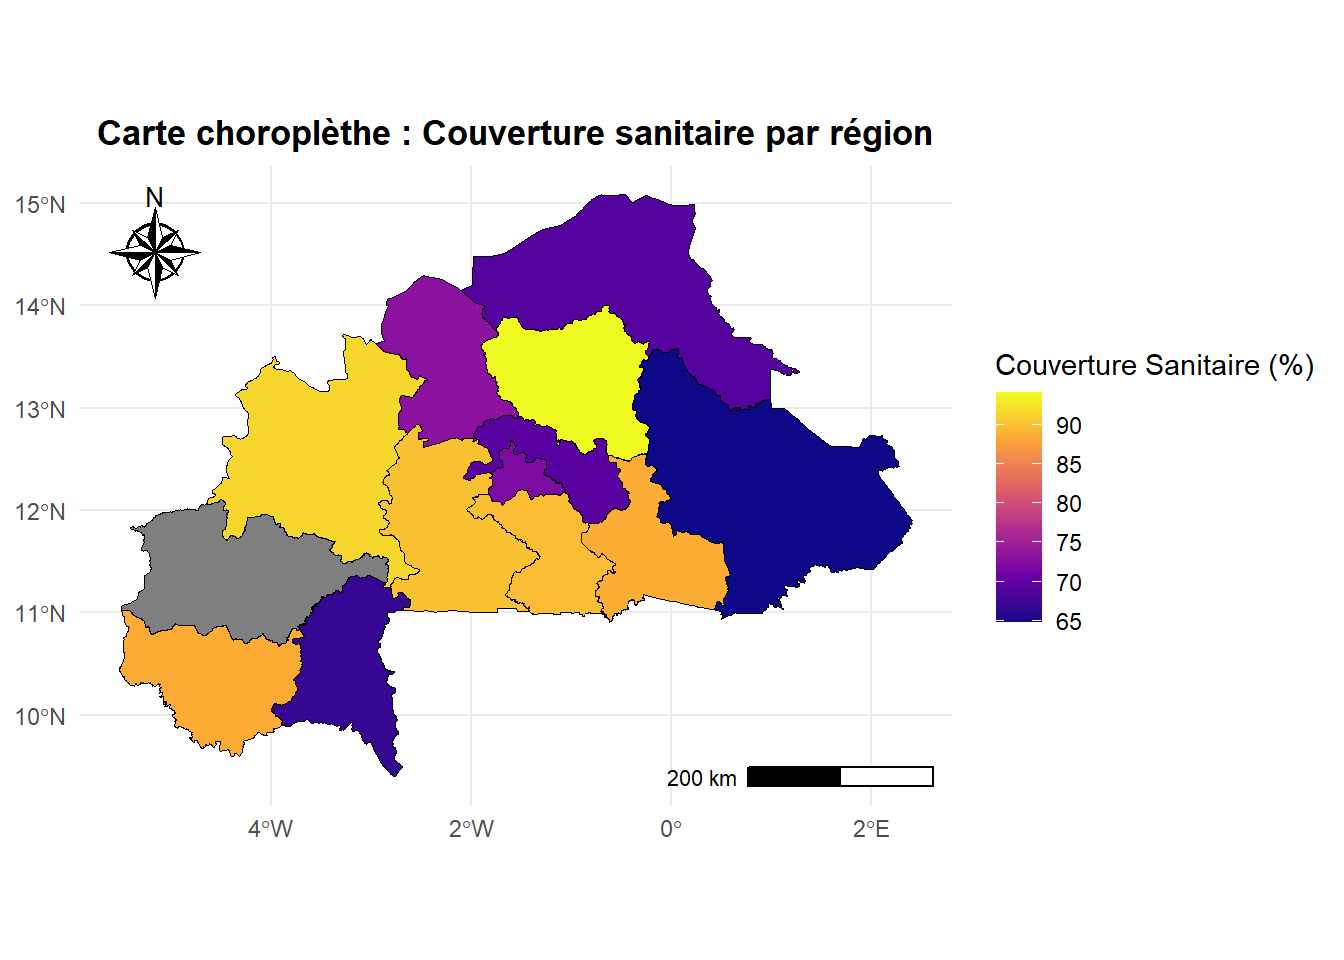 Carte choroplèthe : Couverture sanitaire par région
N
15°N
14°N
13°N
12°N
11°N
10°N
4°W
2°W
0°
2°E
200 km
Couverture Sanitaire (%)
90
85
80
75
70
65